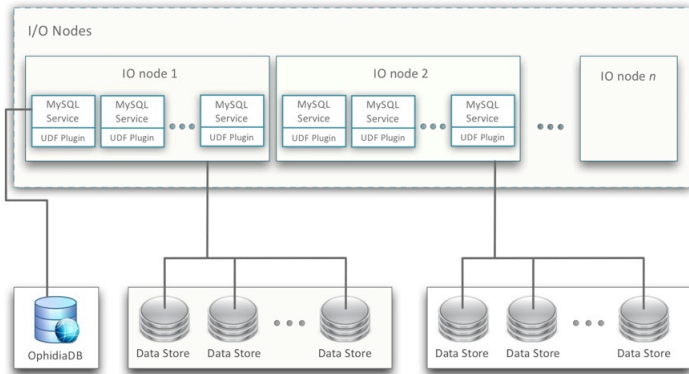 I/O Nodes
IO node 1
MySQL
Service
UDF Plugin
MySQL
Service
UDF Plugin
MySQL
Service
UDF Plugin
IO node 2
MySQL
Service
UDF Plugin
MySQL
Service
UDF Plugin
MySQL
Service
UDF Plugin
IO node n
OphidiaDB
Data Store
Data Store
Data Store
Data Store
Data Store
Data Store